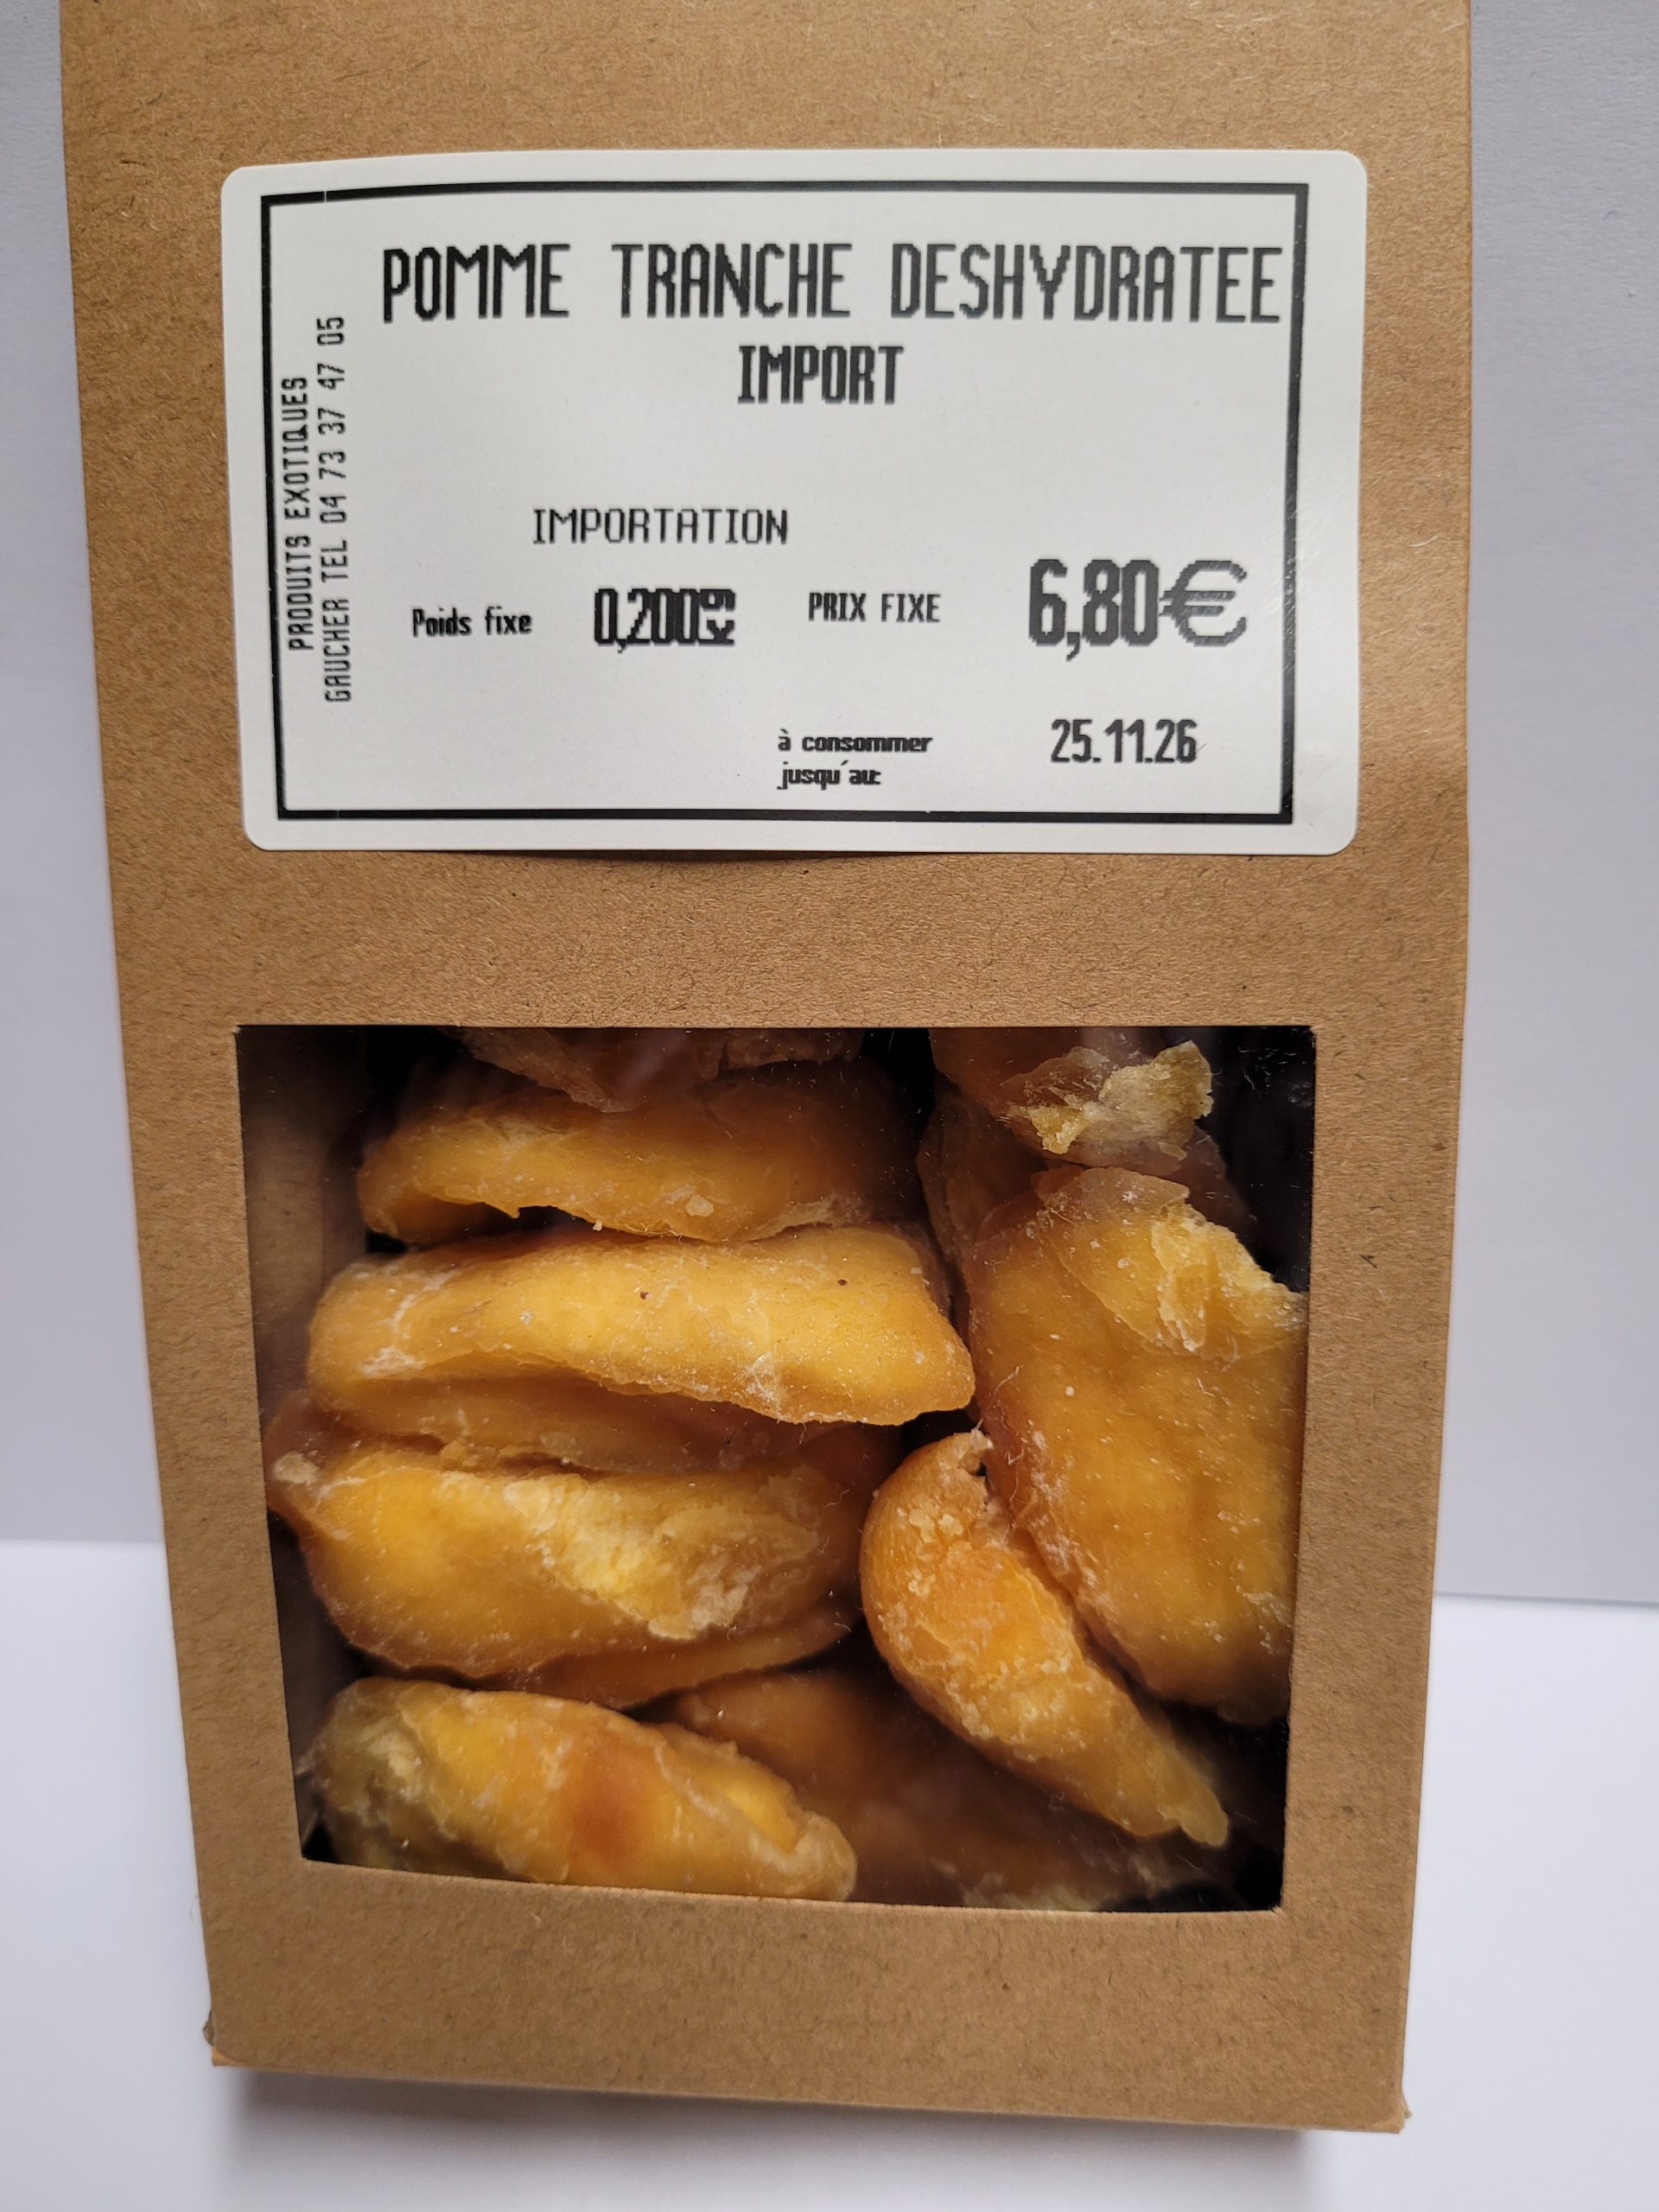 POMME TRANCHE DESHYDRATEE
IMPORT
PRODUITS EXOTIQUES
GAUCHER TEL 04 73 37 47 05
IMPORTATION
Poids fixe 0,200kg PRIX FIXE 6,80€
à consommer 25.11.26
jusqu'au: